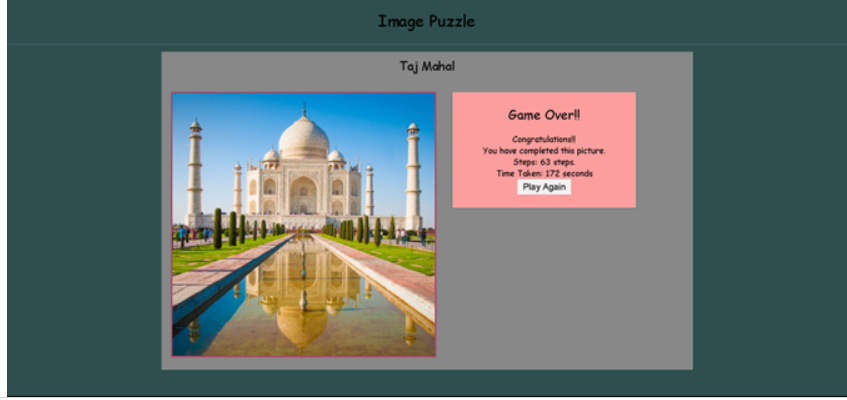 Image Puzzle
Taj Mahal
Game Over!!
Congratulations!!
You have completed this picture.
Steps: 63 steps.
Time Taken: 172 seconds
Play Again